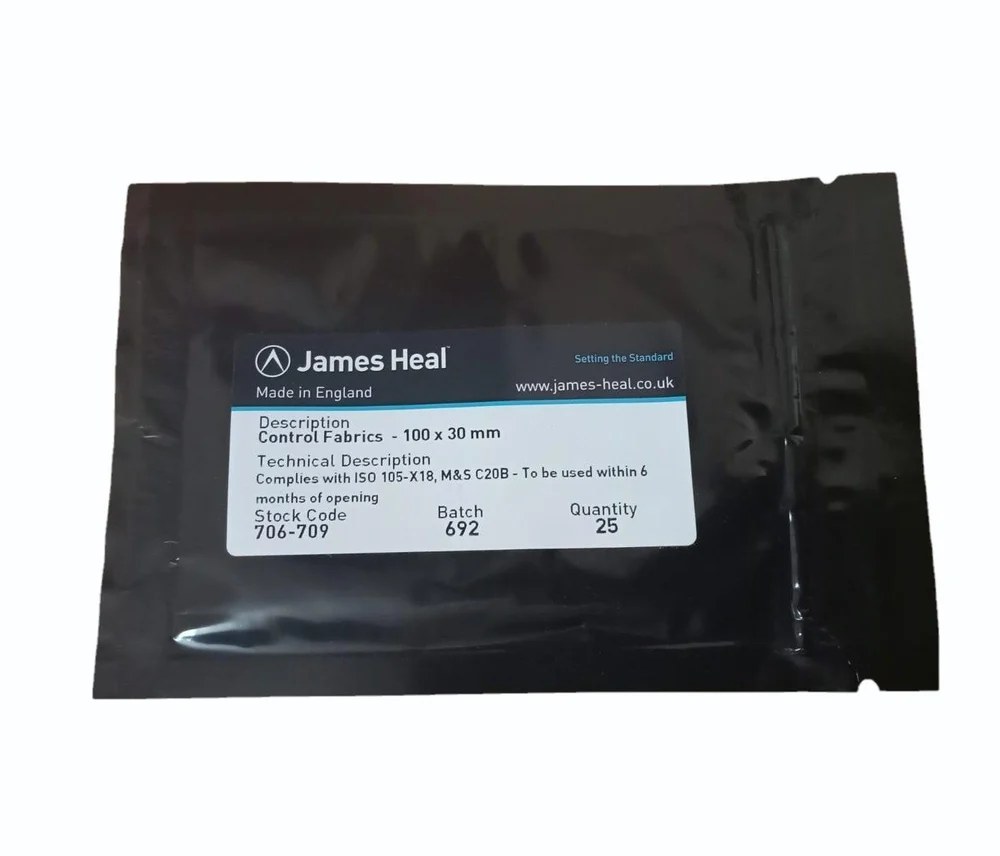 James Heal™
Setting the Standard
Made in England
www.james-heal.co.uk
Description
Control Fabrics - 100 x 30 mm
Technical Description
Complies with ISO 105-X18, M&S C20B - To be used within 6
months of opening
Stock Code Batch Quantity
706-709 692 25